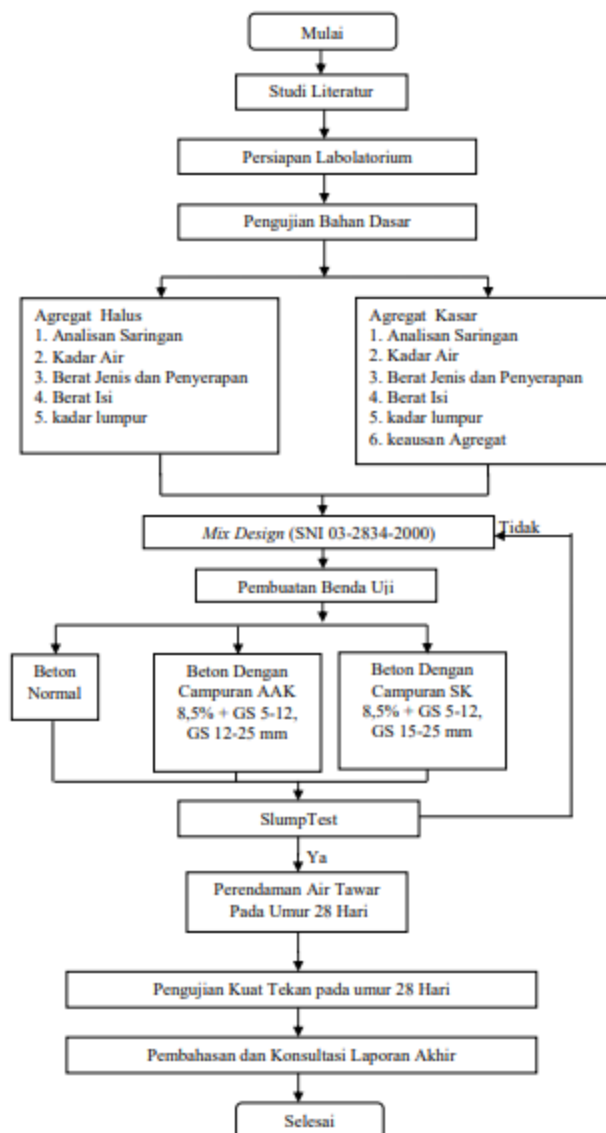 Mulai
Studi Literatur
Persiapan Labolatorium
Pengujian Bahan Dasar
Agregat Halus
1. Analisan Saringan
2. Kadar Air
3. Berat Jenis dan Penyerapan
4. Berat Isi
5. kadar lumpur
Agregat Kasar
1. Analisan Saringan
2. Kadar Air
3. Berat Jenis dan Penyerapan
4. Berat Isi
5. kadar lumpur
6. keausan Agregat
Mix Design (SNI 03-2834-2000)
Tidak
Pembuatan Benda Uji
Beton
Normal
Beton Dengan
Campuran AAK
8,5% + GS 5-12,
GS 12-25 mm
Beton Dengan
Campuran SK
8,5% + GS 5-12,
GS 15-25 mm
SlumpTest
Ya
Perendaman Air Tawar
Pada Umur 28 Hari
Pengujian Kuat Tekan pada umur 28 Hari
Pembahasan dan Konsultasi Laporan Akhir
Selesai